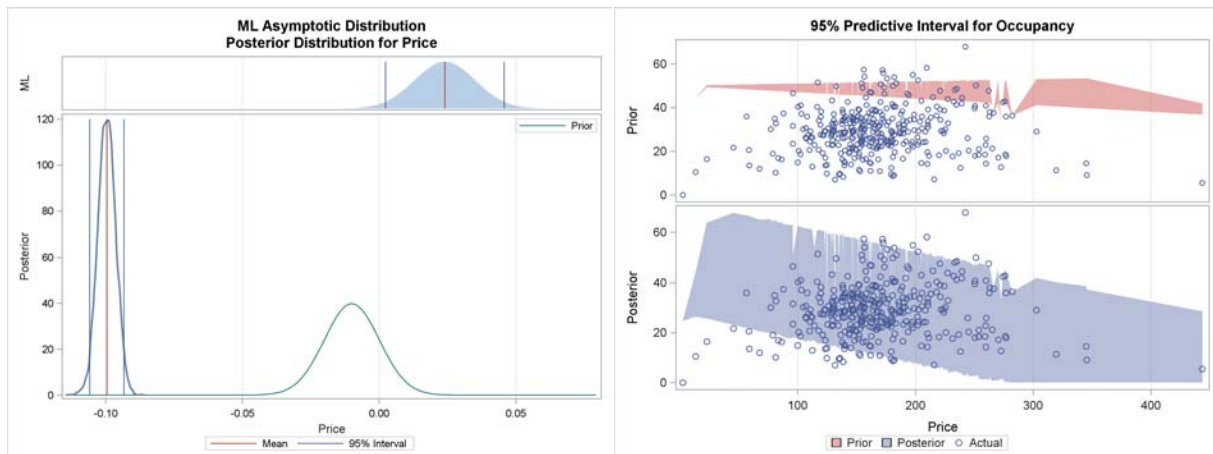 ML Asymptotic Distribution
Posterior Distribution for Price
ML
120
100
80
60
40
20
0
Posterior
Prior
-0.10
-0.05
0.00
0.05
Price
Mean
95% Interval
95% Predictive Interval for Occupancy
60
40
20
0
Prior
60
40
20
0
Posterior
100
200
300
400
Price
Prior
Posterior
Actual